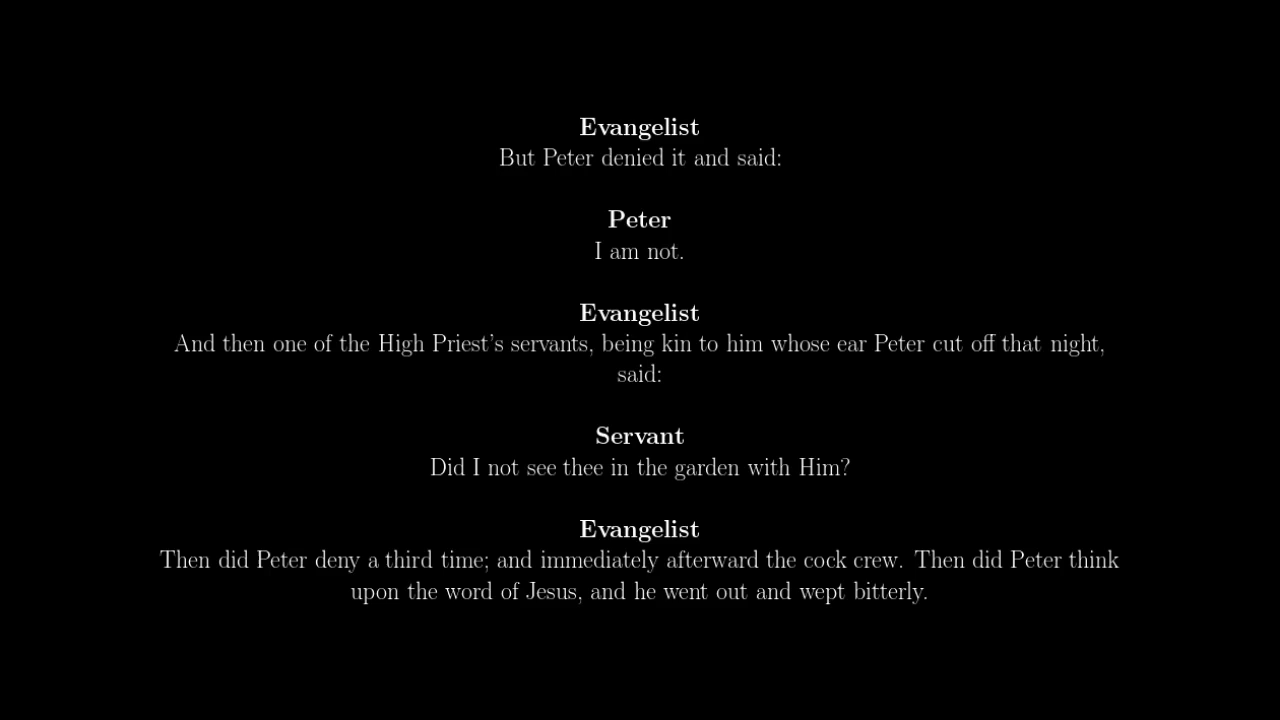 Evangelist
But Peter denied it and said:
Peter
I am not.
Evangelist
And then one of the High Priest's servants, being kin to him whose ear Peter cut off that night,
said:
Servant
Did I not see thee in the garden with Him?
Evangelist
Then did Peter deny a third time; and immediately afterward the cock crew. Then did Peter think
upon the word of Jesus, and he went out and wept bitterly.